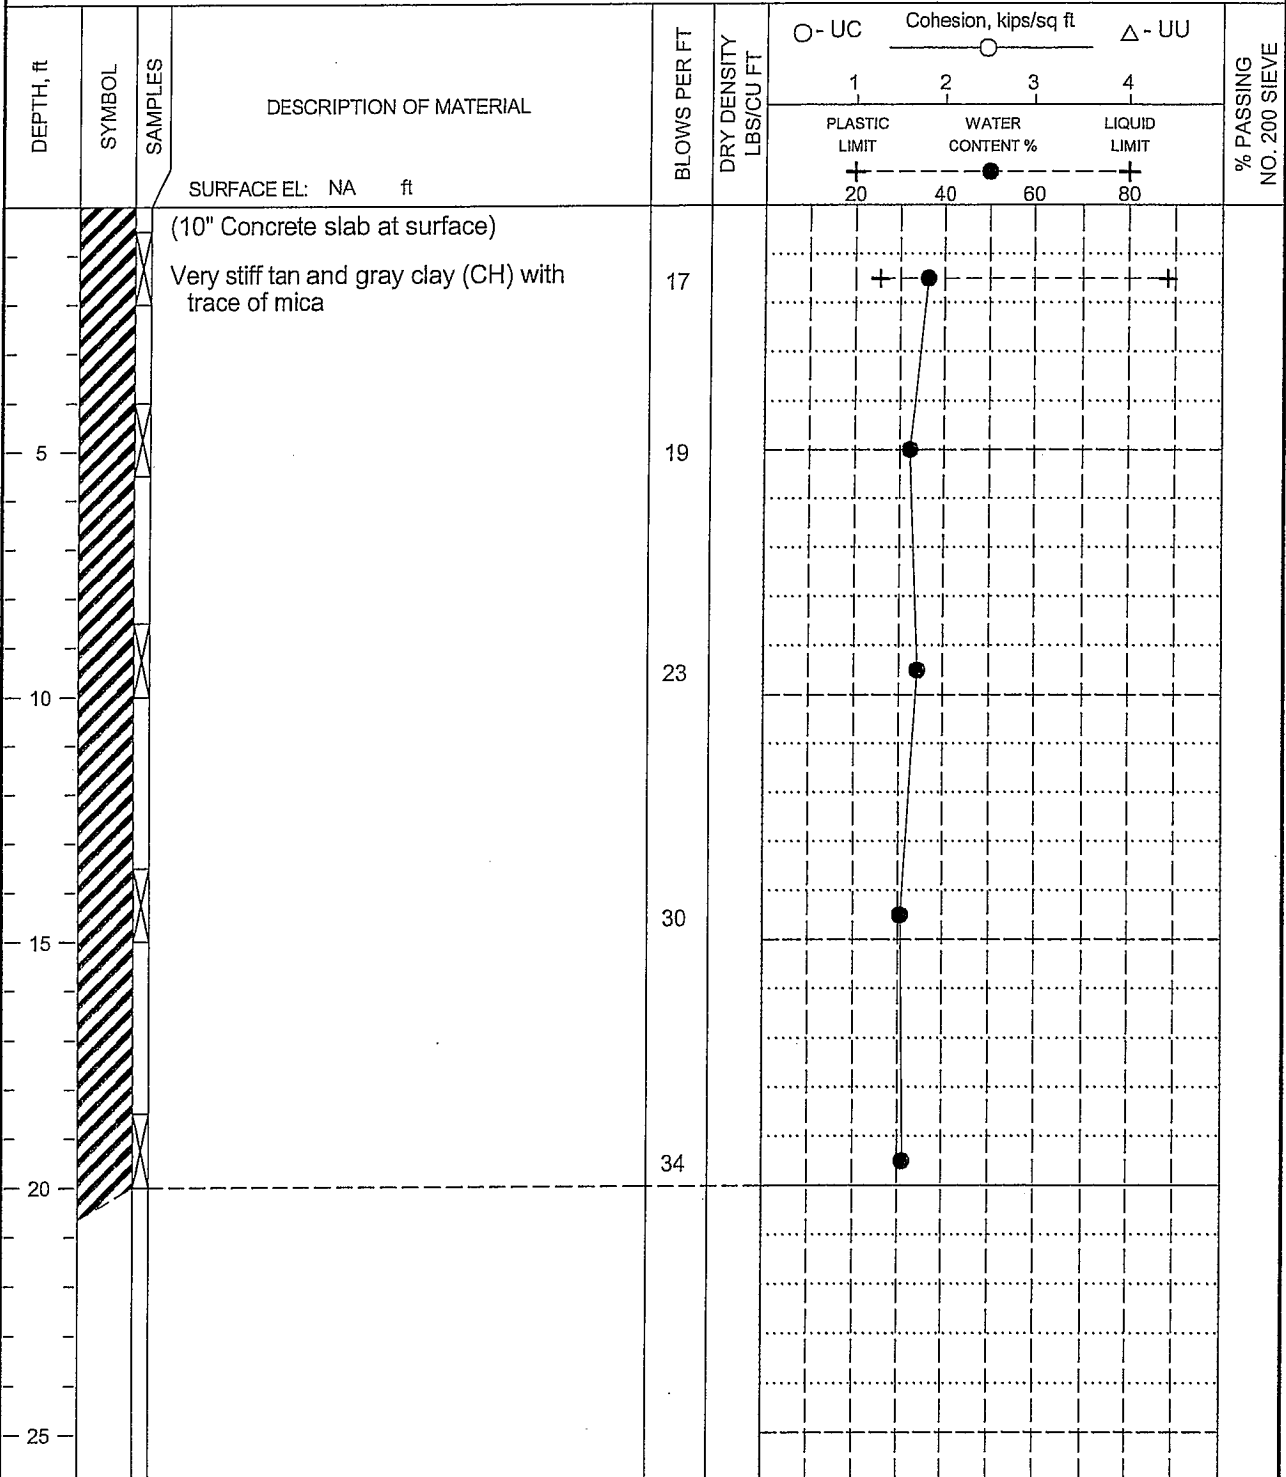 DEPTH, ft
SYMBOL
SAMPLES
DESCRIPTION OF MATERIAL
SURFACE EL: NA ft
BLOWS PER FT
DRY DENSITY
LBS/CU FT
O - UC
Cohesion, kips/sq ft
△ - UU
1 2 3 4
PLASTIC LIMIT
WATER CONTENT %
LIQUID LIMIT
20 40 60 80
% PASSING
NO. 200 SIEVE
(10" Concrete slab at surface)
Very stiff tan and gray clay (CH) with
trace of mica
17
5
19
23
10
30
15
34
20
25